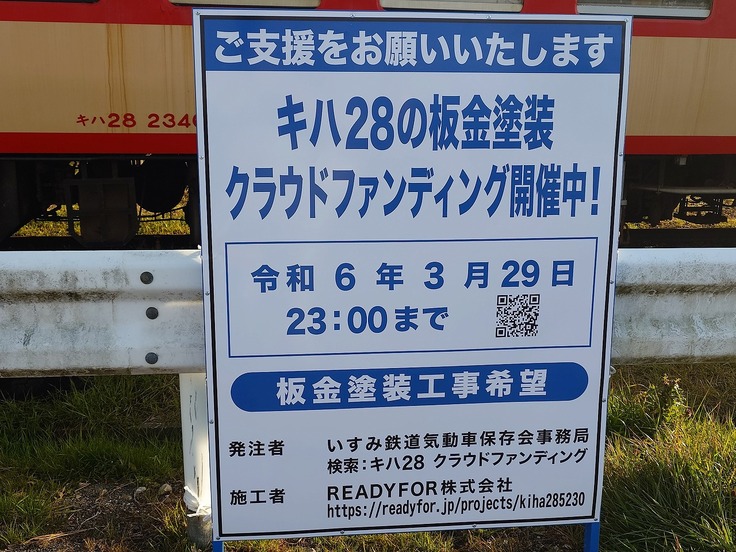 キハ28 234
ご支援をお願いいたします
キハ28の板金塗装
クラウドファンディング開催中!
令和6年3月29日
23:00まで
板金塗装工事希望
発注者 いすみ鉄道気動車保存会事務局
検索:キハ28 クラウドファンディング
施工者 READYFOR株式会社
https://readyfor.jp/projects/kiha285230